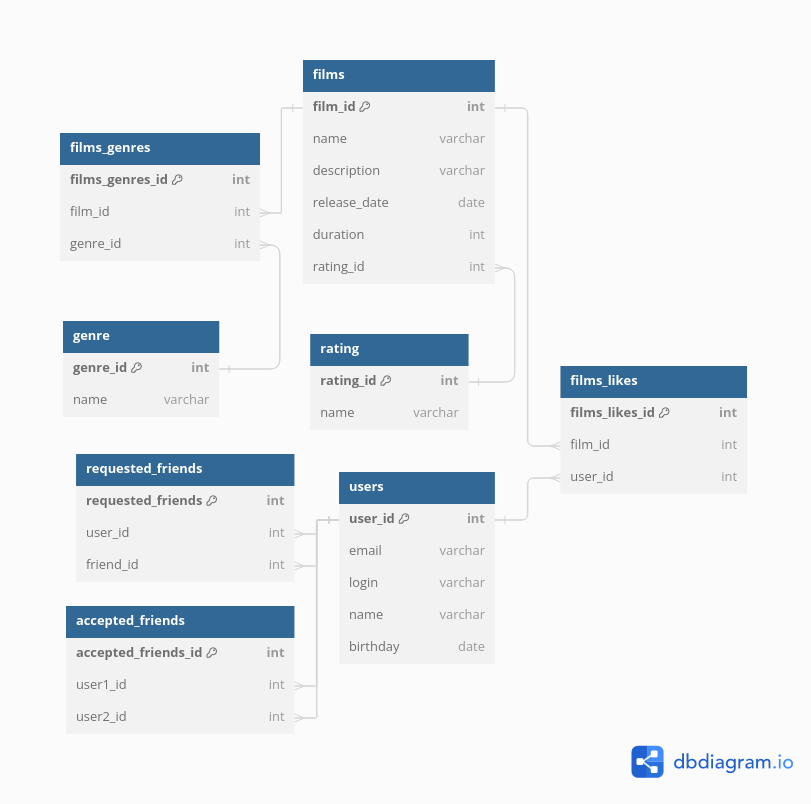 films
film_id int
name varchar
description varchar
release_date date
duration int
rating_id int
films_genres
films_genres_id int
film_id int
genre_id int
genre
genre_id int
name varchar
rating
rating_id int
name varchar
films_likes
films_likes_id int
film_id int
user_id int
requested_friends
requested_friends int
user_id int
friend_id int
users
user_id int
email varchar
login varchar
name varchar
birthday date
accepted_friends
accepted_friends_id int
user1_id int
user2_id int
dbdiagram.io